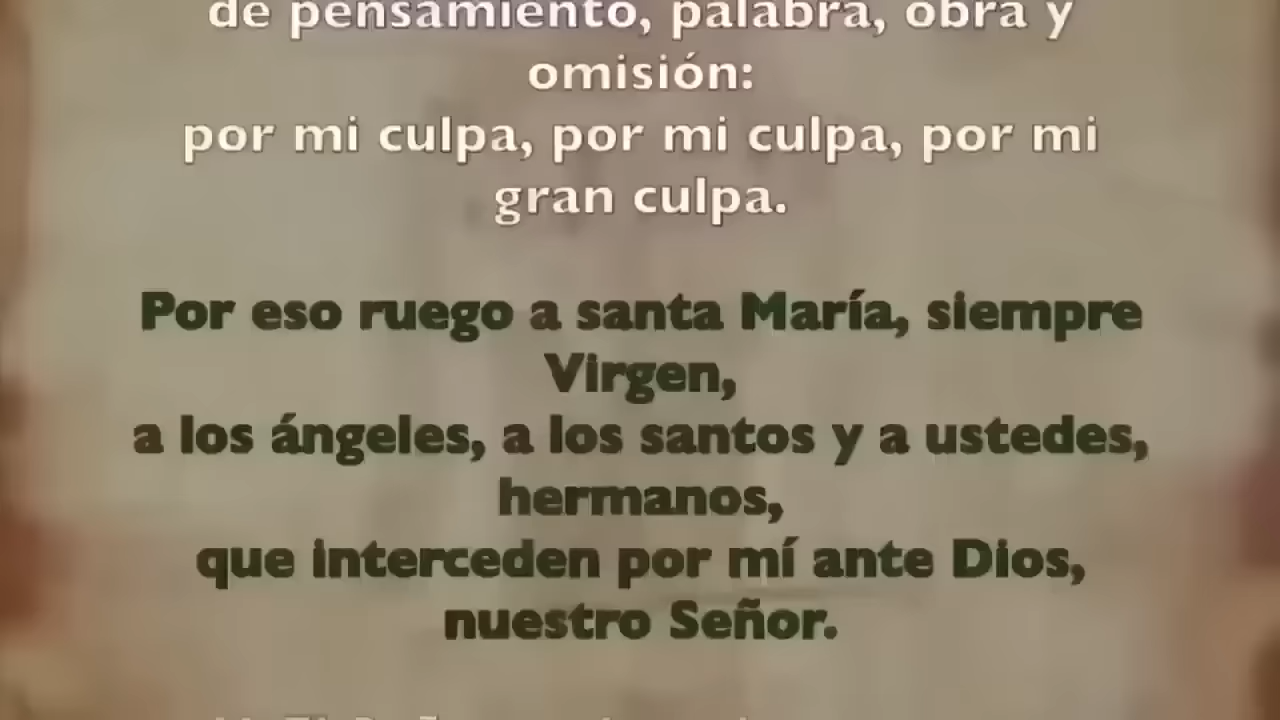 de pensamiento, palabra, obra y
omisión:
por mi culpa, por mi culpa, por mi
gran culpa.
Por eso ruego a santa María, siempre
Virgen,
a los ángeles, a los santos y a ustedes,
hermanos,
que interceden por mí ante Dios,
nuestro Señor.